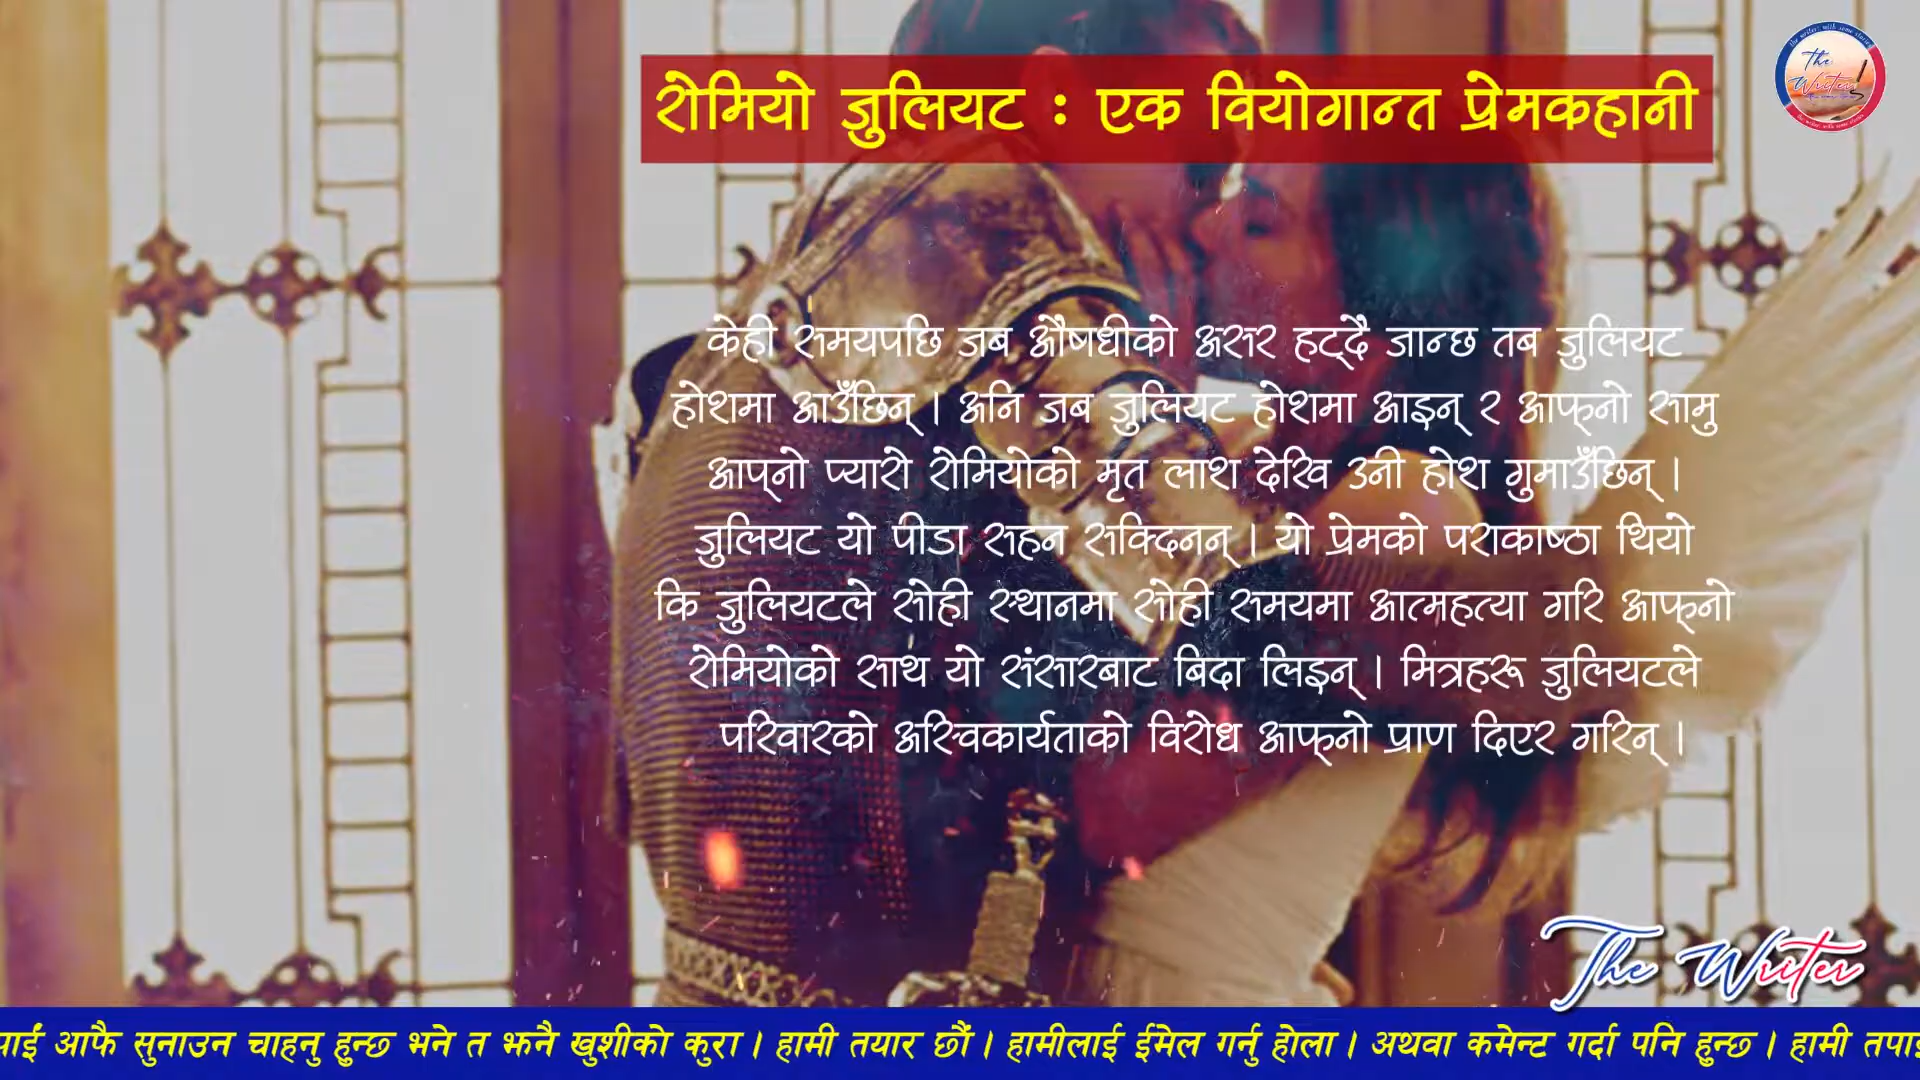 रोमियो जुलियट : एक वियोगान्त प्रेमकहानी
The Writer
केही समयपछि जब औषधीको असर हट्दै जान्छ तब जुलियट
होशमा आउँछिन् । अनि जब जुलियट होशमा आइन् र आफ्नो सामु
आप्नो प्यारो रोमियोको मृत लाश देखि उनी होश गुमाउँछिन् ।
जुलियट यो पीडा सहन सक्दिनन् । यो प्रेमको पराकाष्ठा थियो
कि जुलियटले सोही स्थानमा सोही समयमा आत्महत्या गरि आफ्नो
रोमियोको साथ यो संसारबाट बिदा लिइन् । मित्रहरू जुलियटले
परिवारको अस्विकार्यताको विरोध आफ्नो प्राण दिएर गरिन् ।
The Writer
आफै सुनाउन चाहनु हुन्छ भने त झनै खुशीको कुरा । हामी तयार छौं । हामीलाई ईमेल गर्नु होला । अथवा कमेन्ट गर्दा पनि हुन्छ । हामी